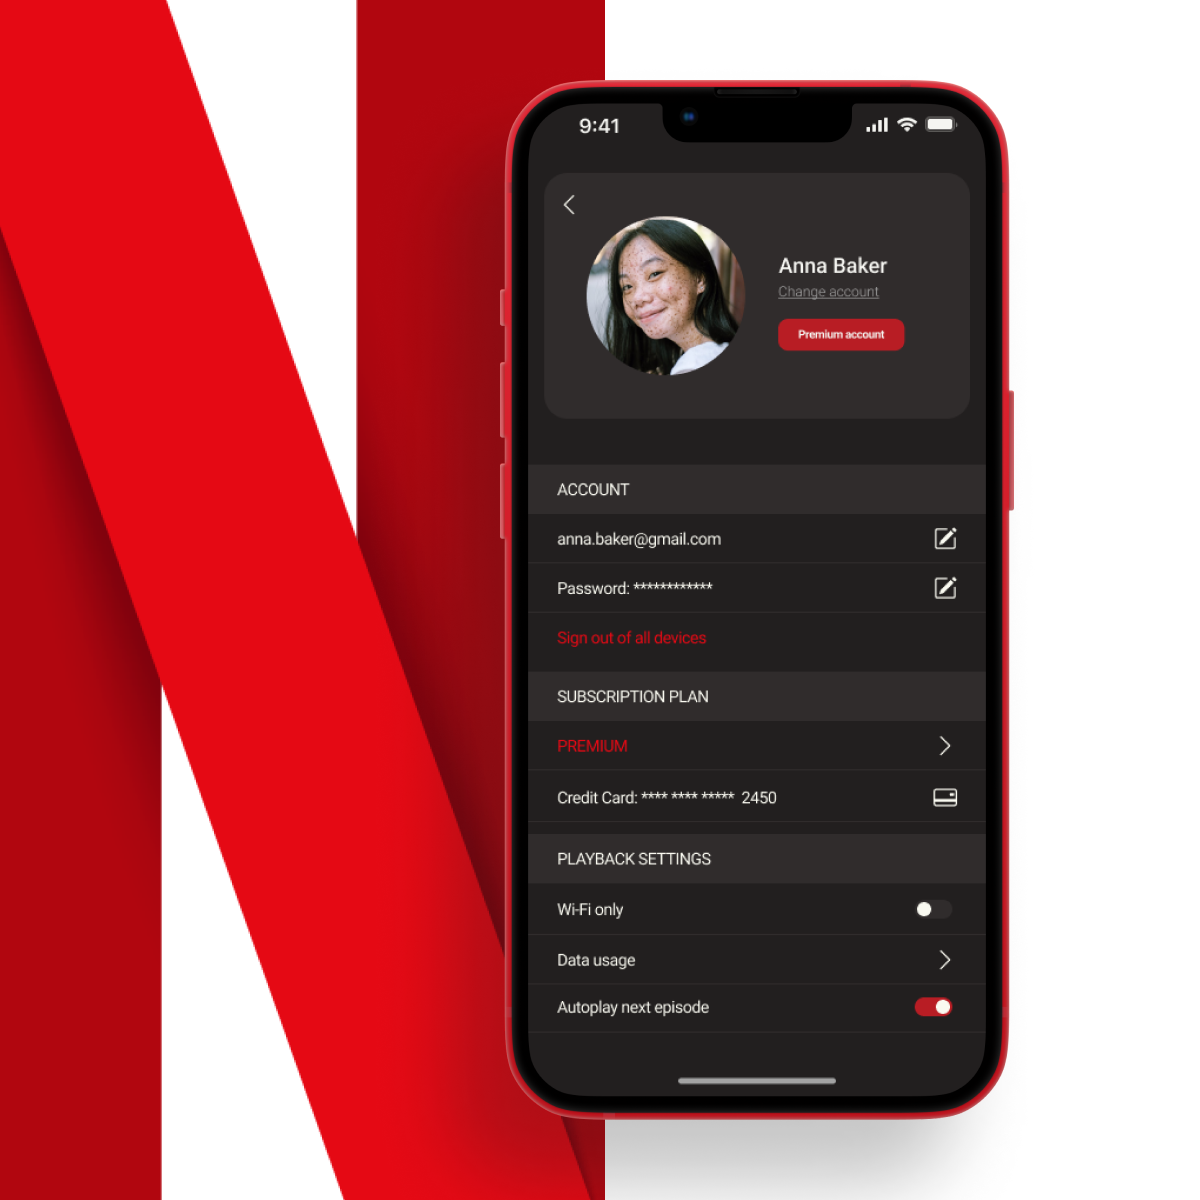 9:41
Anna Baker
Change account
Premium account
ACCOUNT
anna.baker@gmail.com
Password: ************
Sign out of all devices
SUBSCRIPTION PLAN
PREMIUM
Credit Card: **** **** ***** 2450
PLAYBACK SETTINGS
Wi-Fi only
Data usage
Autoplay next episode